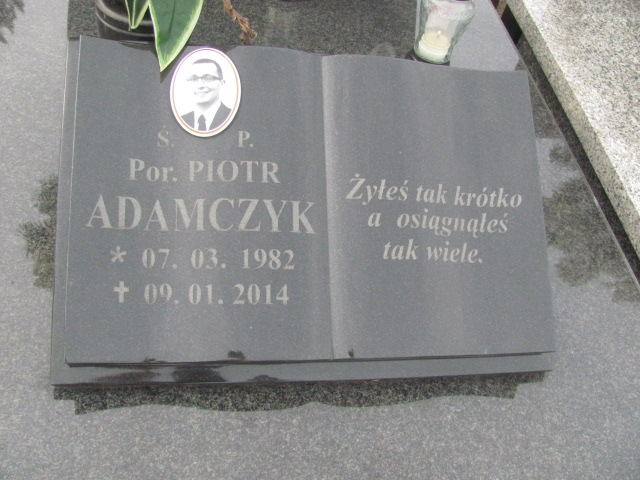 Ś. P.
Por. PIOTR
ADAMCZYK
* 07. 03. 1982
✝ 09. 01. 2014
Żyłeś tak krótko
a osiągnąłeś
tak wiele.